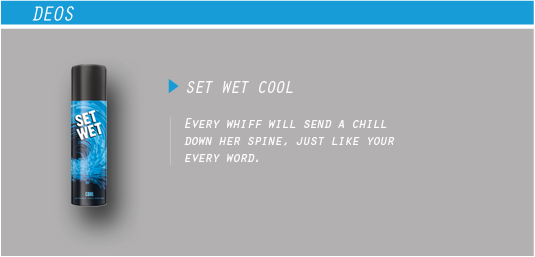 DEOS
SET WET COOL
EVERY WHIFF WILL SEND A CHILL
DOWN HER SPINE, JUST LIKE YOUR
EVERY WORD.
SET
WET
COOL